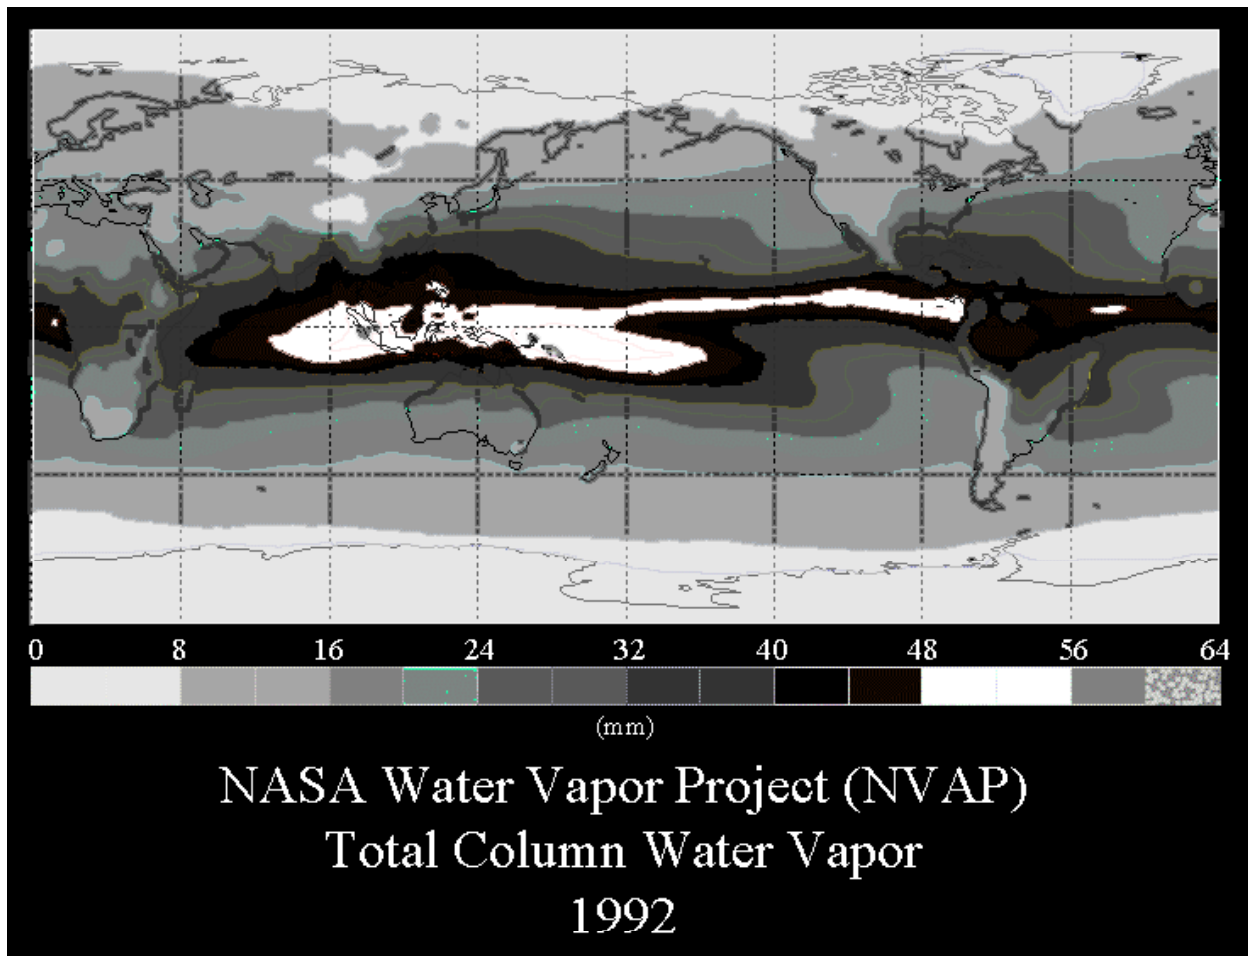 0 8 16 24 32 40 48 56 64
(mm)
NASA Water Vapor Project (NVAP)
Total Column Water Vapor
1992